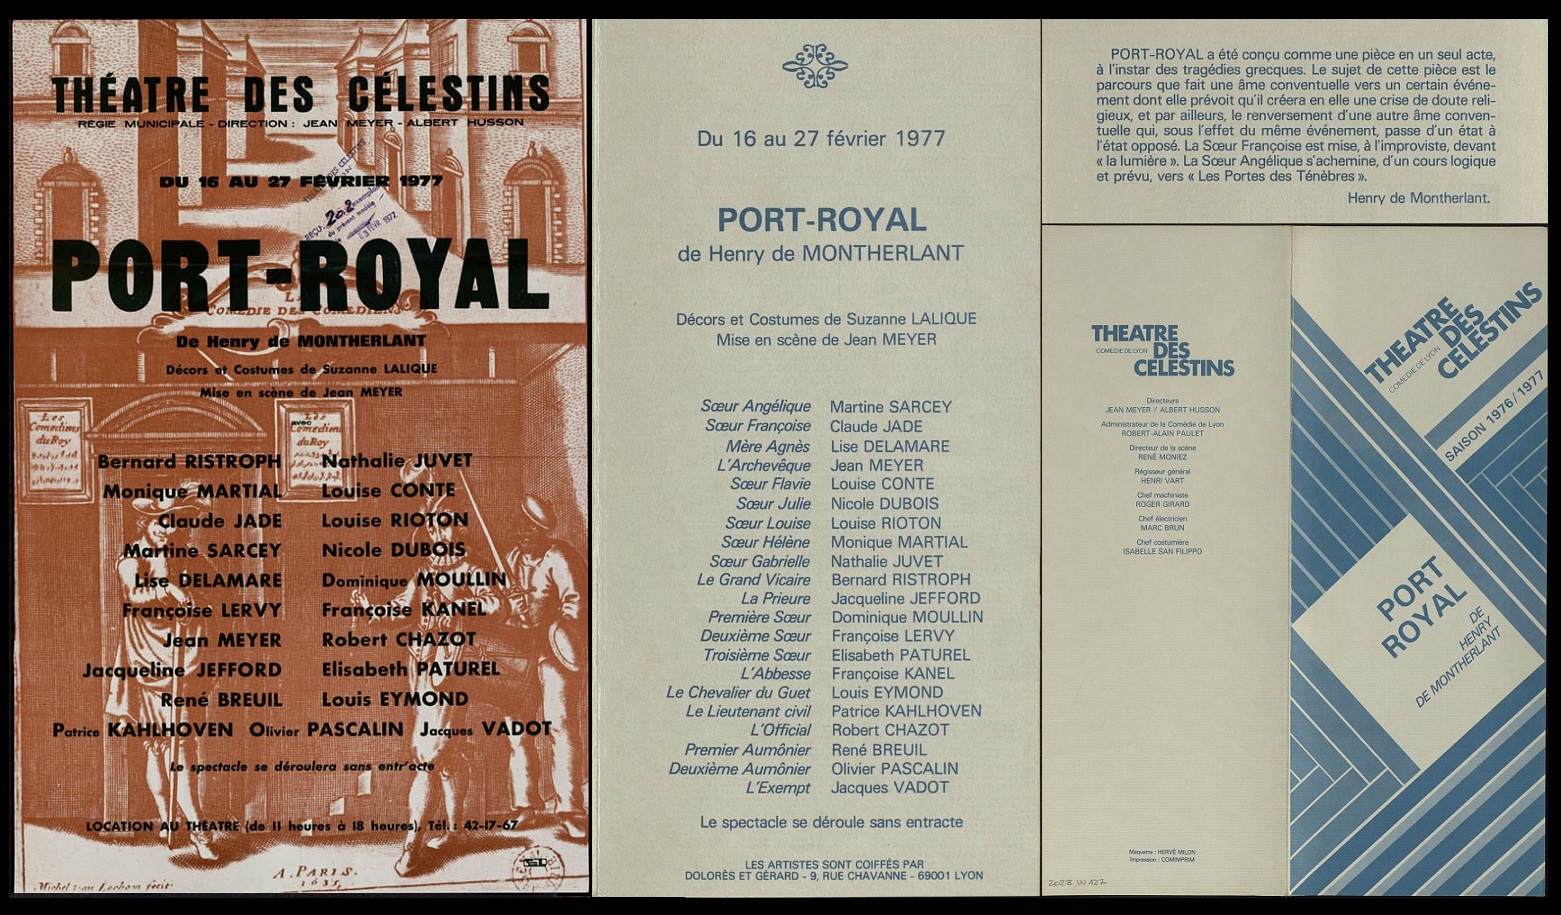 THÉATRE DES CÉLESTINS
RÉGIE MUNICIPALE - DIRECTION : JEAN MEYER - ALBERT HUSSON
DU 16 AU 27 FÉVRIER 1977
PORT-ROYAL
COMÉDIE DES COMÉDIENS
De Henry de MONTHERLANT
Décors et Costumes de Suzanne LALIQUE
Mise en scène de Jean MEYER
avec
Les Comediens du Roy
Les Comediens du Roy
Bernard RISTROPH Nathalie JUVET
Monique MARTIAL Louise CONTE
Claude JADE Louise RIOTON
Martine SARCEY Nicole DUBOIS
Lise DELAMARE Dominique MOULLIN
Françoise LERVY Françoise KANEL
Jean MEYER Robert CHAZOT
Jacqueline JEFFORD Elisabeth PATUREL
René BREUIL Louis EYMOND
Patrice KAHLHOVEN Olivier PASCALIN Jacques VADOT
Le spectacle se déroulera sans entr'acte
LOCATION AU THÉATRE (de 11 heures à 18 heures), Tél. : 42-17-67
A. PARIS.
Michel van Lochom fecit
Du 16 au 27 février 1977
PORT-ROYAL
de Henry de MONTHERLANT
Décors et Costumes de Suzanne LALIQUE
Mise en scène de Jean MEYER
Sœur Angélique Martine SARCEY
Sœur Françoise Claude JADE
Mère Agnès Lise DELAMARE
L'Archevêque Jean MEYER
Sœur Flavie Louise CONTE
Sœur Julie Nicole DUBOIS
Sœur Louise Louise RIOTON
Sœur Hélène Monique MARTIAL
Sœur Gabrielle Nathalie JUVET
Le Grand Vicaire Bernard RISTROPH
La Prieure Jacqueline JEFFORD
Première Sœur Dominique MOULLIN
Deuxième Sœur Françoise LERVY
Troisième Sœur Elisabeth PATUREL
L'Abbesse Françoise KANEL
Le Chevalier du Guet Louis EYMOND
Le Lieutenant civil Patrice KAHLHOVEN
L'Official Robert CHAZOT
Premier Aumônier René BREUIL
Deuxième Aumônier Olivier PASCALIN
L'Exempt Jacques VADOT
Le spectacle se déroule sans entracte
LES ARTISTES SONT COIFFÉS PAR
DOLORÈS ET GÉRARD - 9, RUE CHAVANNE - 69001 LYON
PORT-ROYAL a été conçu comme une pièce en un seul acte,
à l'instar des tragédies grecques. Le sujet de cette pièce est le
parcours que fait une âme conventuelle vers un certain événe-
ment dont elle prévoit qu'il créera en elle une crise de doute reli-
gieux, et par ailleurs, le renversement d'une autre âme conven-
tuelle qui, sous l'effet du même événement, passe d'un état à
l'état opposé. La Sœur Françoise est mise, à l'improviste, devant
« la lumière ». La Sœur Angélique s'achemine, d'un cours logique
et prévu, vers « Les Portes des Ténèbres ».
Henry de Montherlant.
THEATRE
COMEDIE DE LYON DES
CELESTINS
Directeurs
JEAN MEYER / ALBERT HUSSON
Administrateur de la Comédie de Lyon
ROBERT-ALAIN PAULET
Directeur de la scène
RENÉ MONIEZ
Régisseur général
HENRI VART
Chef machiniste
ROGER GIRARD
Chef électricien
MARC BRUN
Chef costumière
ISABELLE SAN FILIPPO
Maquette : HERVÉ MILON
Impression : COMIMPRIM
2023 W 127
THEATRE
COMEDIE DE LYON DES
CELESTINS
SAISON 1976/1977
PORT
ROYAL
DE
HENRY
DE MONTHERLANT